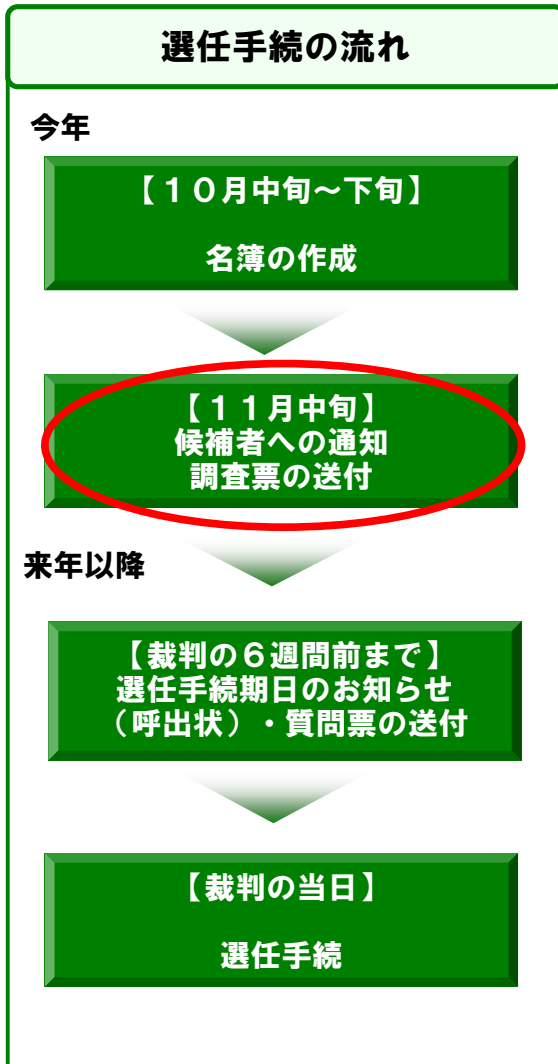 選任手続の流れ
今年
【１０月中旬～下旬】
名簿の作成
【１１月中旬】
候補者への通知
調査票の送付
来年以降
【裁判の６週間前まで】
選任手続期日のお知らせ
（呼出状）・質問票の送付
【裁判の当日】
選任手続